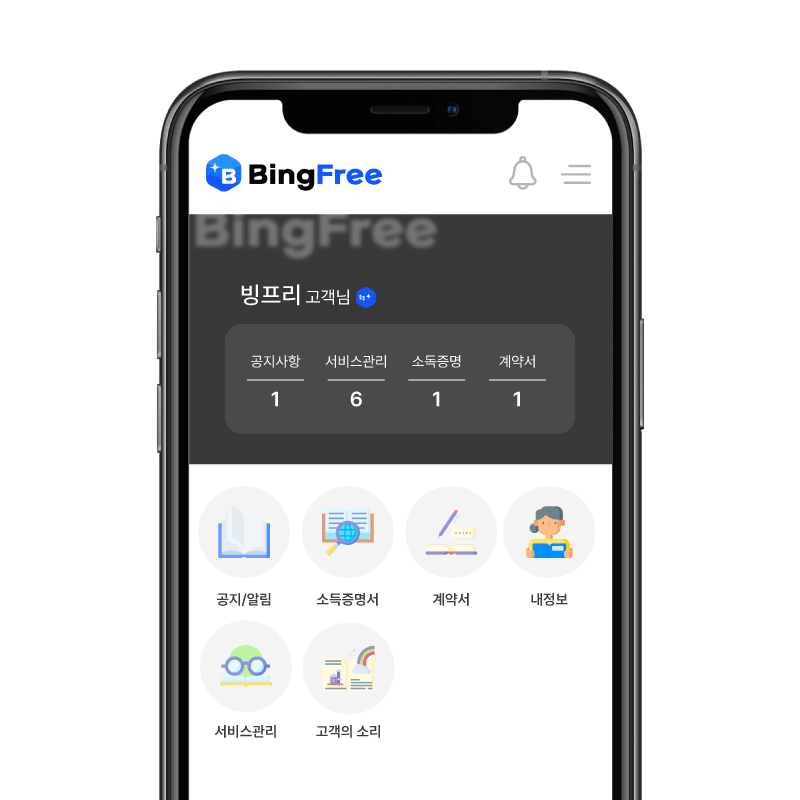 BingFree
BingFree
빙프리 고객님
공지사항 서비스관리 소득증명 계약서
1 6 1 1
공지/알림 소득증명서 계약서 내정보
서비스관리 고객의 소리